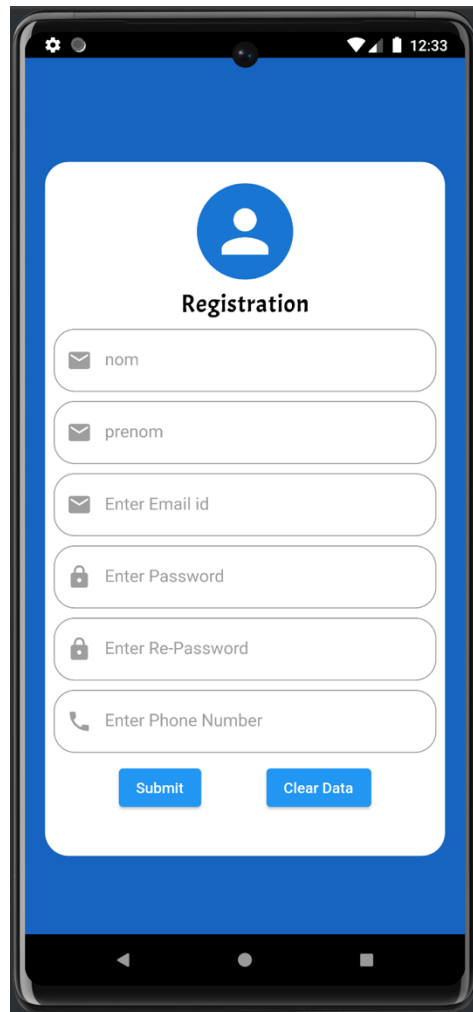 12:33
Registration
nom
prenom
Enter Email id
Enter Password
Enter Re-Password
Enter Phone Number
Submit Clear Data